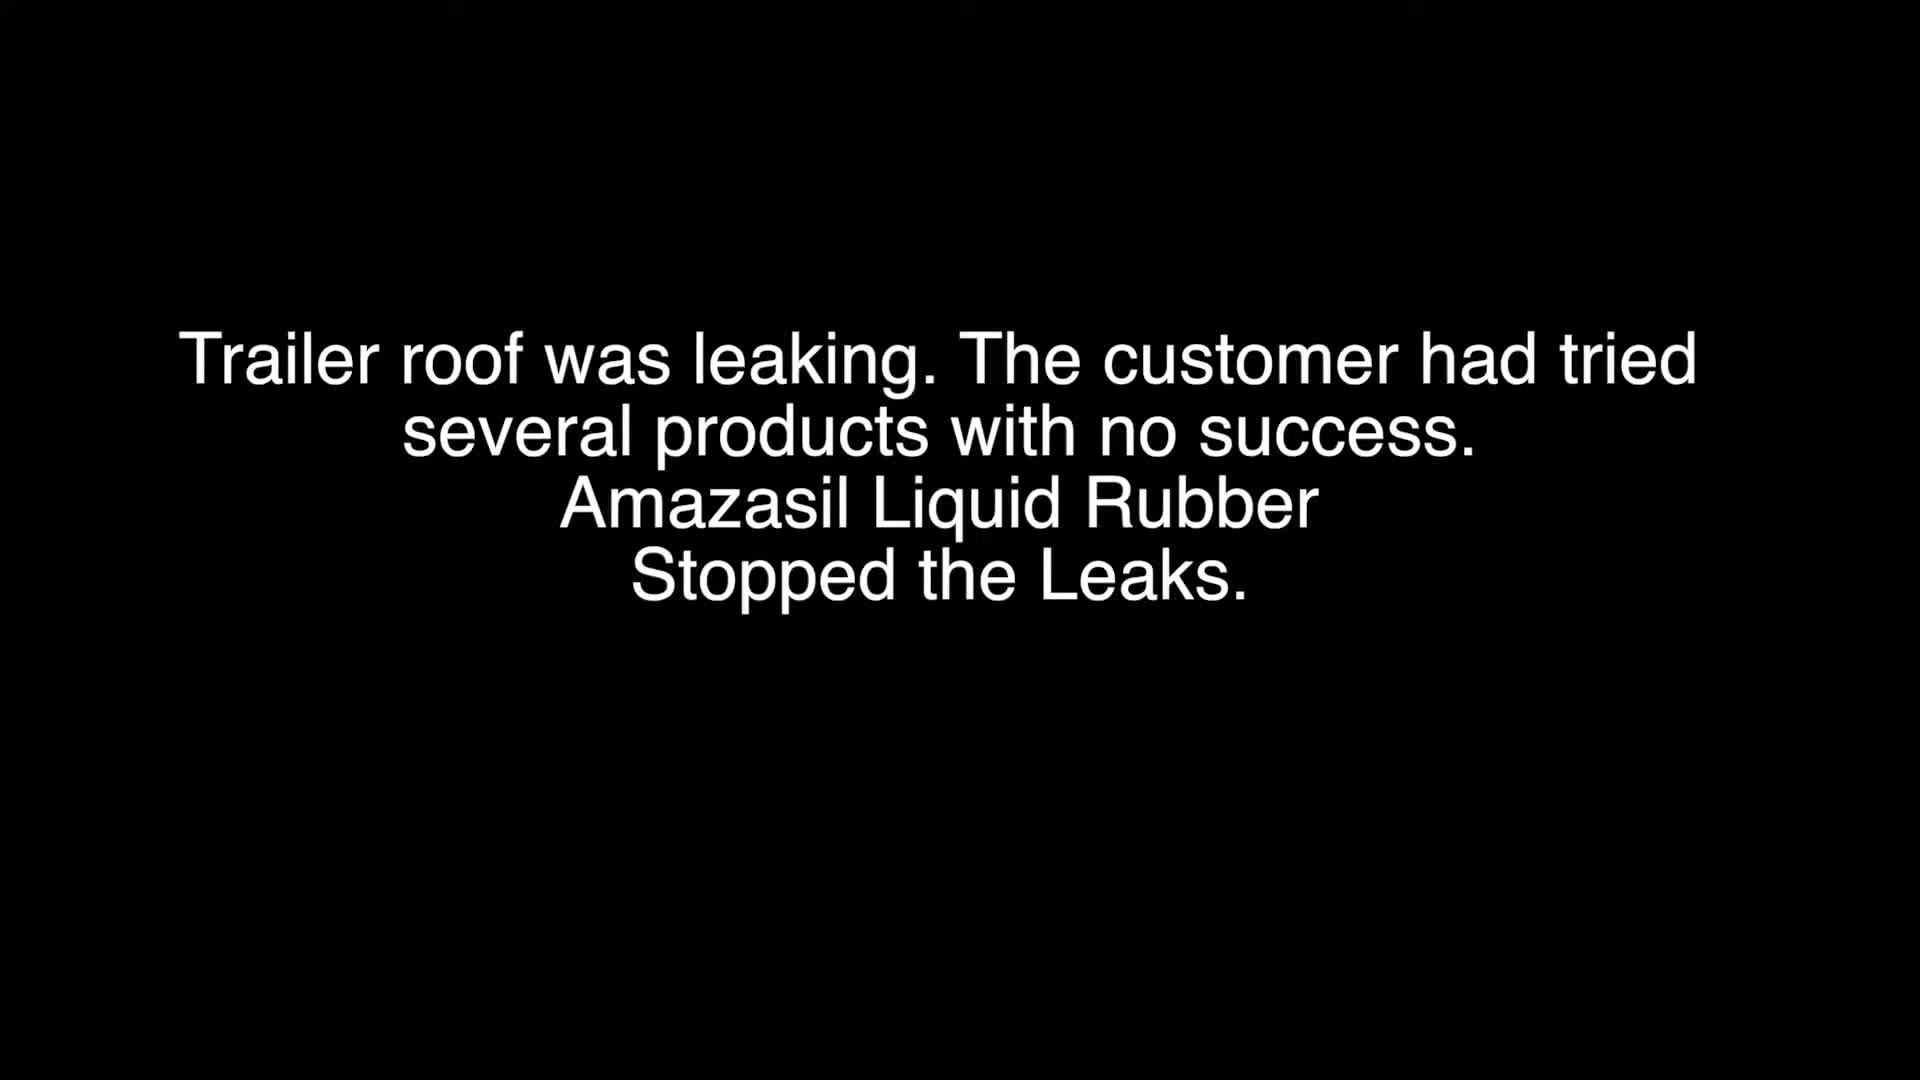 Trailer roof was leaking. The customer had tried
several products with no success.
Amazasil Liquid Rubber
Stopped the Leaks.